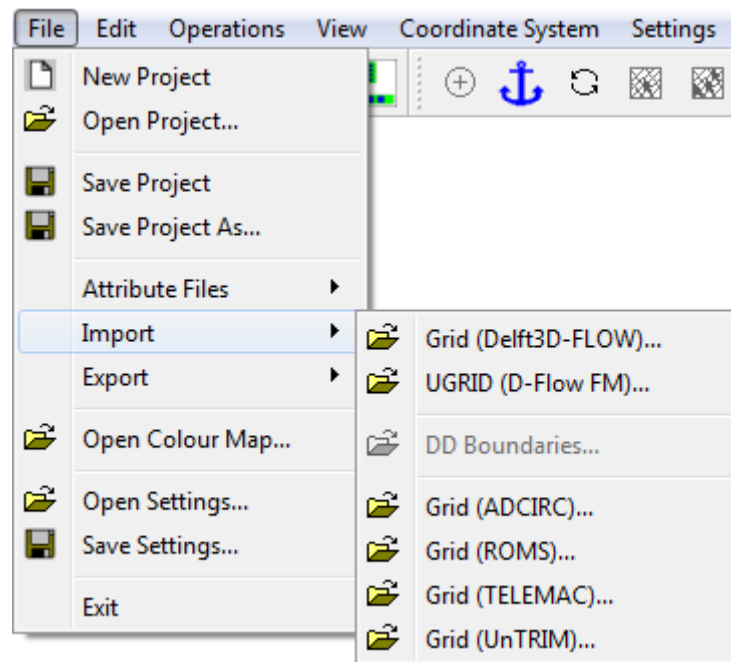 File Edit Operations View Coordinate System Settings
New Project
Open Project...
Save Project
Save Project As...
Attribute Files
Import
Export
Open Colour Map...
Open Settings...
Save Settings...
Exit
Grid (Delft3D-FLOW)...
UGRID (D-Flow FM)...
DD Boundaries...
Grid (ADCIRC)...
Grid (ROMS)...
Grid (TELEMAC)...
Grid (UnTRIM)...